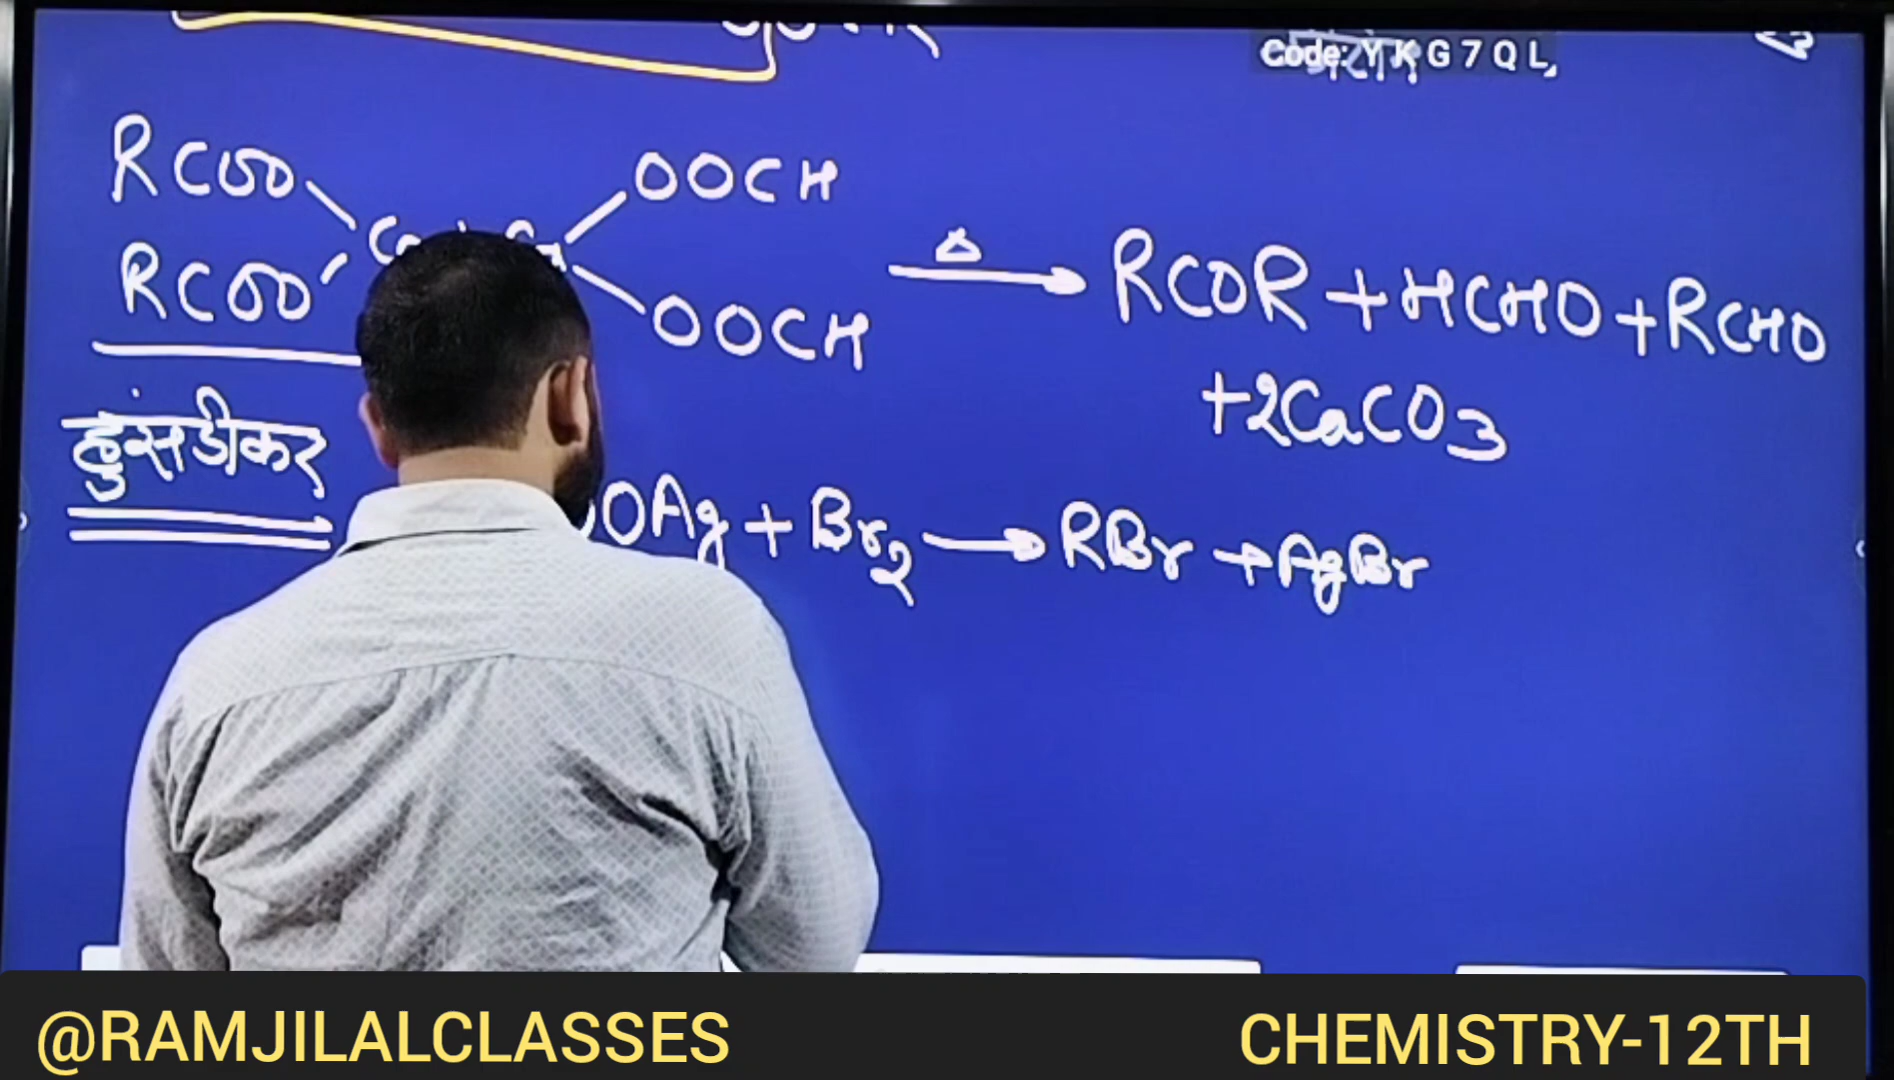 Code: Y K G 7 Q L
RCOO OOCH
Δ
RCOO OOCH
RCOR + HCHO + RCHO
+ 2CaCO3
हुंसडीकर
OAg + Br2 → RBr + AgBr
@RAMJILALCLASSES
CHEMISTRY-12TH